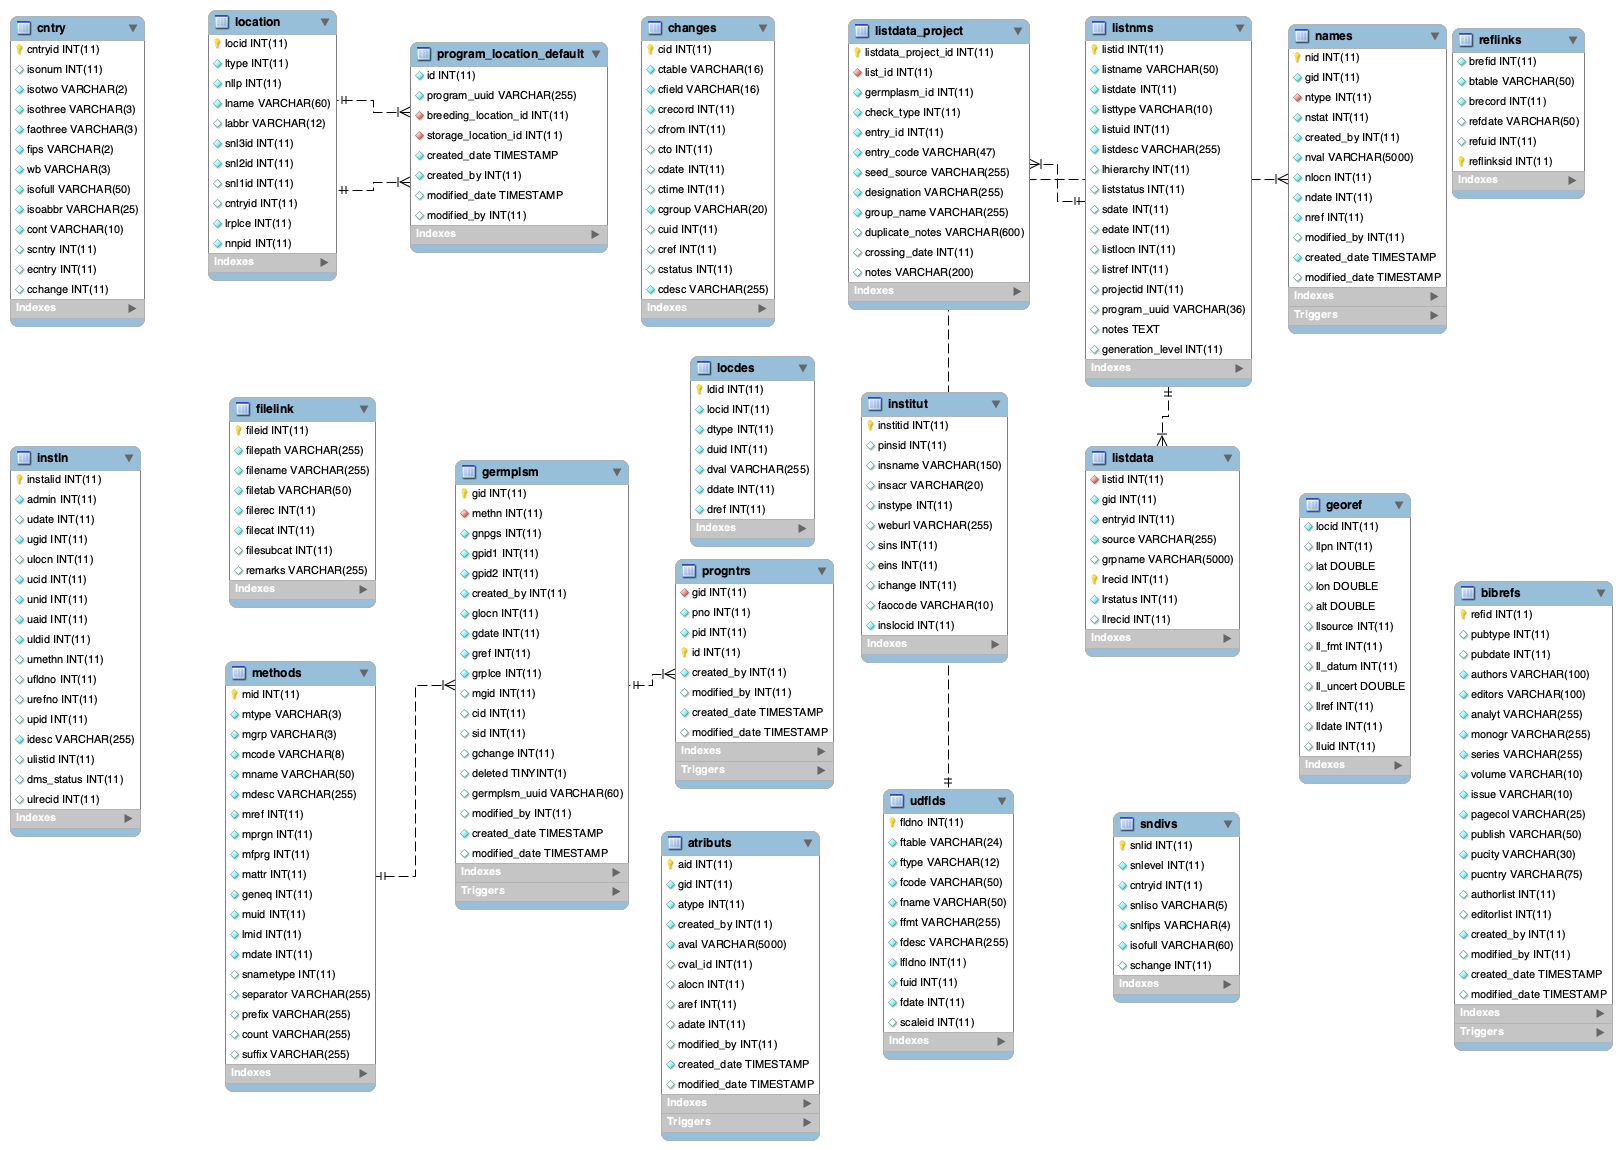 cntry
cntryid INT(11)
isonum INT(11)
isotwo VARCHAR(2)
isothree VARCHAR(3)
faothree VARCHAR(3)
fips VARCHAR(2)
wb VARCHAR(3)
isofull VARCHAR(50)
isoabbr VARCHAR(25)
cont VARCHAR(10)
scntry INT(11)
ecntry INT(11)
cchange INT(11)
Indexes
location
locid INT(11)
ltype INT(11)
nllp INT(11)
lname VARCHAR(60)
labbr VARCHAR(12)
snl3id INT(11)
snl2id INT(11)
snl1id INT(11)
cntryid INT(11)
lrplce INT(11)
nnpid INT(11)
Indexes
program_location_default
id INT(11)
program_uuid VARCHAR(255)
breeding_location_id INT(11)
storage_location_id INT(11)
created_date TIMESTAMP
created_by INT(11)
modified_date TIMESTAMP
modified_by INT(11)
Indexes
changes
cid INT(11)
ctable VARCHAR(16)
cfield VARCHAR(16)
crecord INT(11)
cfrom INT(11)
cto INT(11)
cdate INT(11)
ctime INT(11)
cgroup VARCHAR(20)
cuid INT(11)
cref INT(11)
cstatus INT(11)
cdesc VARCHAR(255)
Indexes
listdata_project
listdata_project_id INT(11)
list_id INT(11)
germplasm_id INT(11)
check_type INT(11)
entry_id INT(11)
entry_code VARCHAR(47)
seed_source VARCHAR(255)
designation VARCHAR(255)
group_name VARCHAR(255)
duplicate_notes VARCHAR(600)
crossing_date INT(11)
notes VARCHAR(200)
Indexes
listnms
listid INT(11)
listname VARCHAR(50)
listdate INT(11)
listtype VARCHAR(10)
listuid INT(11)
listdesc VARCHAR(255)
lhierarchy INT(11)
liststatus INT(11)
sdate INT(11)
edate INT(11)
listlocn INT(11)
listref INT(11)
projectid INT(11)
program_uuid VARCHAR(36)
notes TEXT
generation_level INT(11)
Indexes
names
nid INT(11)
gid INT(11)
ntype INT(11)
nstat INT(11)
created_by INT(11)
nval VARCHAR(5000)
nlocn INT(11)
ndate INT(11)
nref INT(11)
modified_by INT(11)
created_date TIMESTAMP
modified_date TIMESTAMP
Indexes
Triggers
reflinks
brefid INT(11)
btable VARCHAR(50)
brecord INT(11)
refdate VARCHAR(50)
refuid INT(11)
reflinksid INT(11)
Indexes
instln
instalid INT(11)
admin INT(11)
udate INT(11)
ugid INT(11)
ulocn INT(11)
ucid INT(11)
unid INT(11)
uaid INT(11)
uldid INT(11)
umethn INT(11)
ufldno INT(11)
urefno INT(11)
upid INT(11)
idesc VARCHAR(255)
ulistid INT(11)
dms_status INT(11)
ulrecid INT(11)
Indexes
filelink
fileid INT(11)
filepath VARCHAR(255)
filename VARCHAR(255)
filetab VARCHAR(50)
filerec INT(11)
filecat INT(11)
filesubcat INT(11)
remarks VARCHAR(255)
Indexes
methods
mid INT(11)
mtype VARCHAR(3)
mgrp VARCHAR(3)
mcode VARCHAR(8)
mname VARCHAR(50)
mdesc VARCHAR(255)
mref INT(11)
mprgn INT(11)
mfprg INT(11)
mattr INT(11)
geneq INT(11)
muid INT(11)
lmid INT(11)
mdate INT(11)
snametype INT(11)
separator VARCHAR(255)
prefix VARCHAR(255)
count VARCHAR(255)
suffix VARCHAR(255)
Indexes
germplsm
gid INT(11)
methn INT(11)
gnpgs INT(11)
gpid1 INT(11)
gpid2 INT(11)
created_by INT(11)
glocn INT(11)
gdate INT(11)
gref INT(11)
grplce INT(11)
mgid INT(11)
cid INT(11)
sid INT(11)
gchange INT(11)
deleted TINYINT(1)
germplsm_uuid VARCHAR(60)
modified_by INT(11)
created_date TIMESTAMP
modified_date TIMESTAMP
Indexes
Triggers
locdes
ldid INT(11)
locid INT(11)
dtype INT(11)
duid INT(11)
dval VARCHAR(255)
ddate INT(11)
dref INT(11)
Indexes
progntrs
gid INT(11)
pno INT(11)
pid INT(11)
id INT(11)
created_by INT(11)
modified_by INT(11)
created_date TIMESTAMP
modified_date TIMESTAMP
Indexes
Triggers
atributs
aid INT(11)
gid INT(11)
atype INT(11)
created_by INT(11)
aval VARCHAR(5000)
cval_id INT(11)
alocn INT(11)
aref INT(11)
adate INT(11)
modified_by INT(11)
created_date TIMESTAMP
modified_date TIMESTAMP
Indexes
Triggers
institut
institid INT(11)
pinsid INT(11)
insname VARCHAR(150)
insacr VARCHAR(20)
instype INT(11)
weburl VARCHAR(255)
sins INT(11)
eins INT(11)
ichange INT(11)
faocode VARCHAR(10)
inslocid INT(11)
Indexes
udflds
fldno INT(11)
ftable VARCHAR(24)
ftype VARCHAR(12)
fcode VARCHAR(50)
fname VARCHAR(50)
ffmt VARCHAR(255)
fdesc VARCHAR(255)
lfldno INT(11)
fuid INT(11)
fdate INT(11)
scaleid INT(11)
Indexes
listdata
listid INT(11)
gid INT(11)
entryid INT(11)
source VARCHAR(255)
grpname VARCHAR(5000)
lrecid INT(11)
lrstatus INT(11)
llrecid INT(11)
Indexes
sndivs
snlid INT(11)
snlevel INT(11)
cntryid INT(11)
snliso VARCHAR(5)
snlfips VARCHAR(4)
isofull VARCHAR(60)
schange INT(11)
Indexes
georef
locid INT(11)
llpn INT(11)
lat DOUBLE
lon DOUBLE
alt DOUBLE
llsource INT(11)
ll_fmt INT(11)
ll_datum INT(11)
ll_uncert DOUBLE
llref INT(11)
lldate INT(11)
lluid INT(11)
Indexes
bibrefs
refid INT(11)
pubtype INT(11)
pubdate INT(11)
authors VARCHAR(100)
editors VARCHAR(100)
analyt VARCHAR(255)
monogr VARCHAR(255)
series VARCHAR(255)
volume VARCHAR(10)
issue VARCHAR(10)
pagecol VARCHAR(25)
publish VARCHAR(50)
pucity VARCHAR(30)
pucntry VARCHAR(75)
authorlist INT(11)
editorlist INT(11)
created_by INT(11)
modified_by INT(11)
created_date TIMESTAMP
modified_date TIMESTAMP
Indexes
Triggers